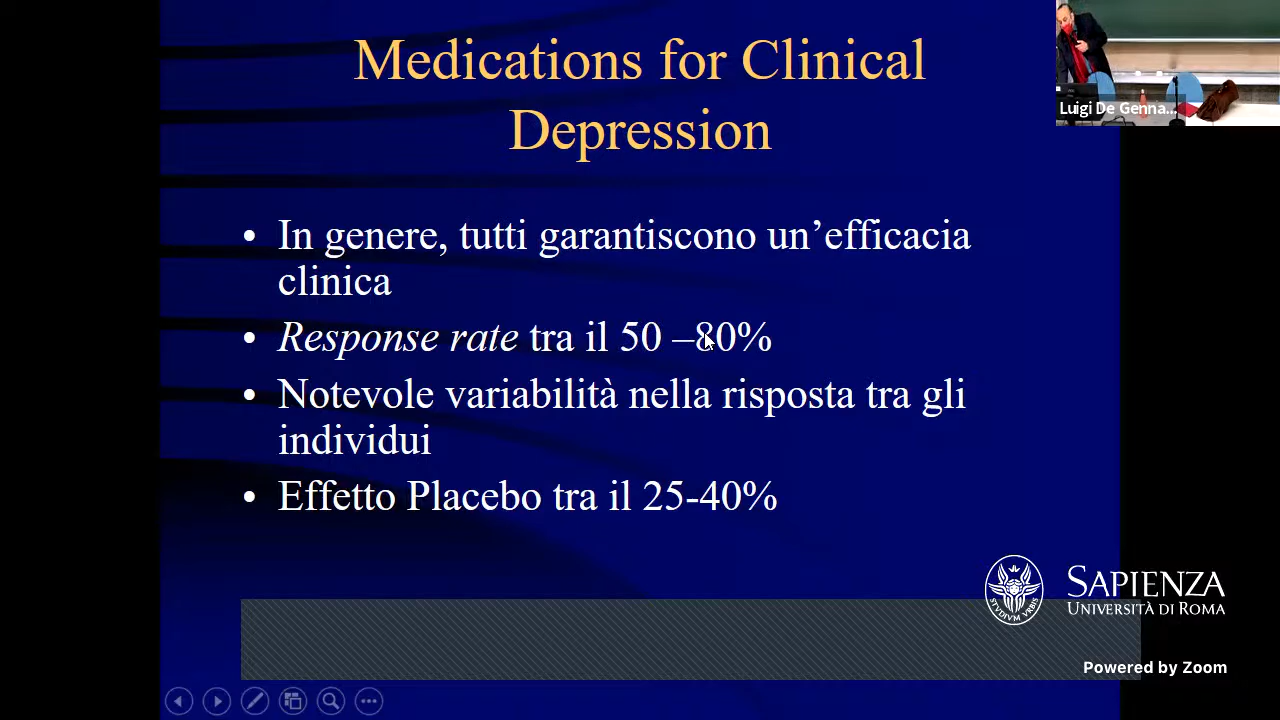 Medications for Clinical
Depression
Luigi De Genna...
• In genere, tutti garantiscono un’efficacia
clinica
• Response rate tra il 50 –80%
• Notevole variabilità nella risposta tra gli
individui
• Effetto Placebo tra il 25-40%
SAPIENZA
UNIVERSITÀ DI ROMA
STVDIVM VRBIS
Powered by Zoom